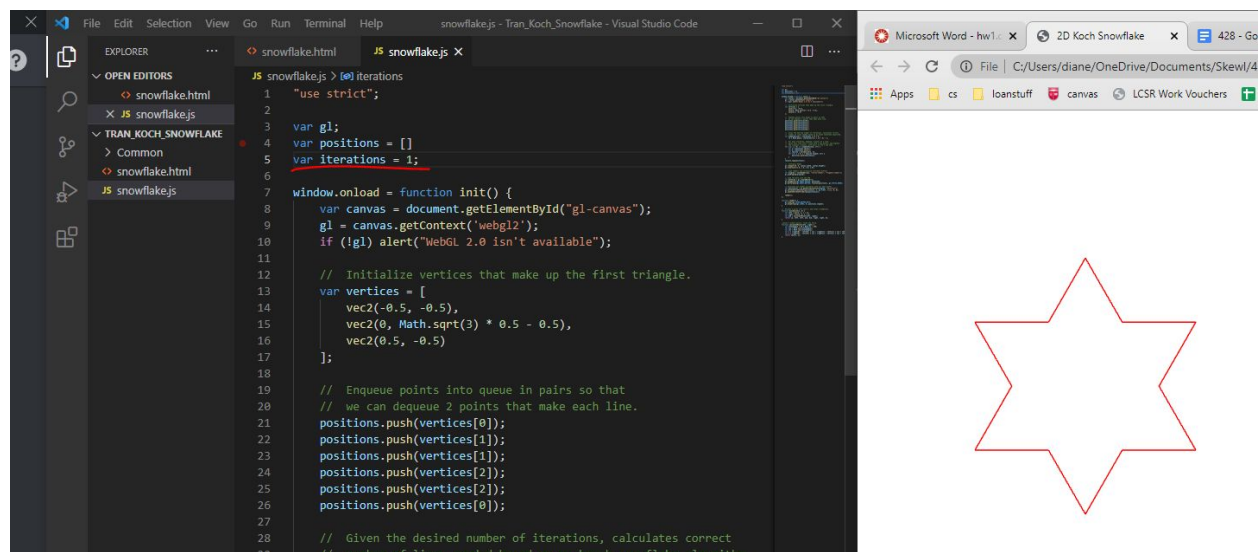 File Edit Selection View Go Run Terminal Help snowflake.js - Tran_Koch_Snowflake - Visual Studio Code
EXPLORER
OPEN EDITORS
snowflake.html
JS snowflake.js
TRAN_KOCH_SNOWFLAKE
Common
snowflake.html
JS snowflake.js
snowflake.html JS snowflake.js
JS snowflake.js > iterations
1 "use strict";
2
3 var gl;
4 var positions = []
5 var iterations = 1;
6
7 window.onload = function init() {
8 var canvas = document.getElementById("gl-canvas");
9 gl = canvas.getContext('webgl2');
10 if (!gl) alert("WebGL 2.0 isn't available");
11
12 // Initialize vertices that make up the first triangle.
13 var vertices = [
14 vec2(-0.5, -0.5),
15 vec2(0, Math.sqrt(3) * 0.5 - 0.5),
16 vec2(0.5, -0.5)
17 ];
18
19 // Enqueue points into queue in pairs so that
20 // we can dequeue 2 points that make each line.
21 positions.push(vertices[0]);
22 positions.push(vertices[1]);
23 positions.push(vertices[1]);
24 positions.push(vertices[2]);
25 positions.push(vertices[2]);
26 positions.push(vertices[0]);
27
28 // Given the desired number of iterations, calculates correct
Microsoft Word - hw1.c 2D Koch Snowflake 428 - Go
File C:/Users/diane/OneDrive/Documents/Skewl/4
Apps cs loanstuff canvas LCSR Work Vouchers